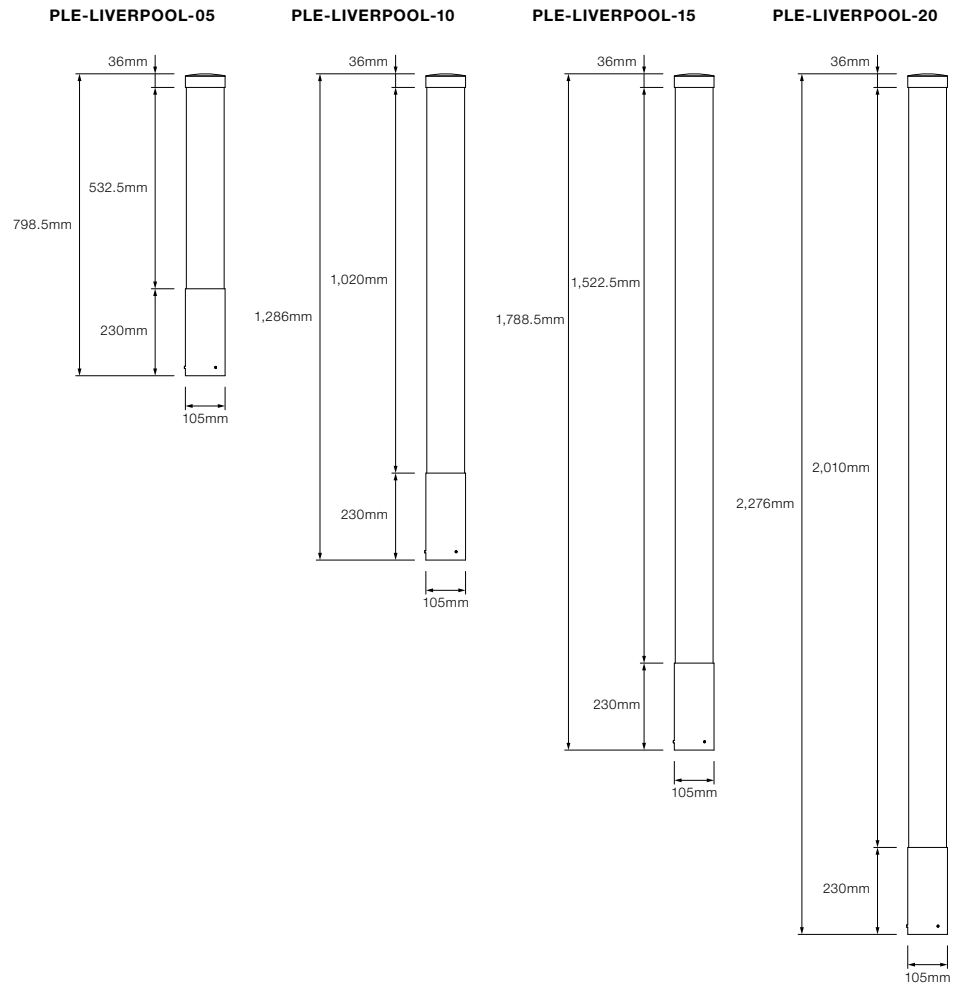 PLE-LIVERPOOL-05
36mm
532.5mm
798.5mm
230mm
105mm
PLE-LIVERPOOL-10
36mm
1,020mm
1,286mm
230mm
105mm
PLE-LIVERPOOL-15
36mm
1,522.5mm
1,788.5mm
230mm
105mm
PLE-LIVERPOOL-20
36mm
2,010mm
2,276mm
230mm
105mm